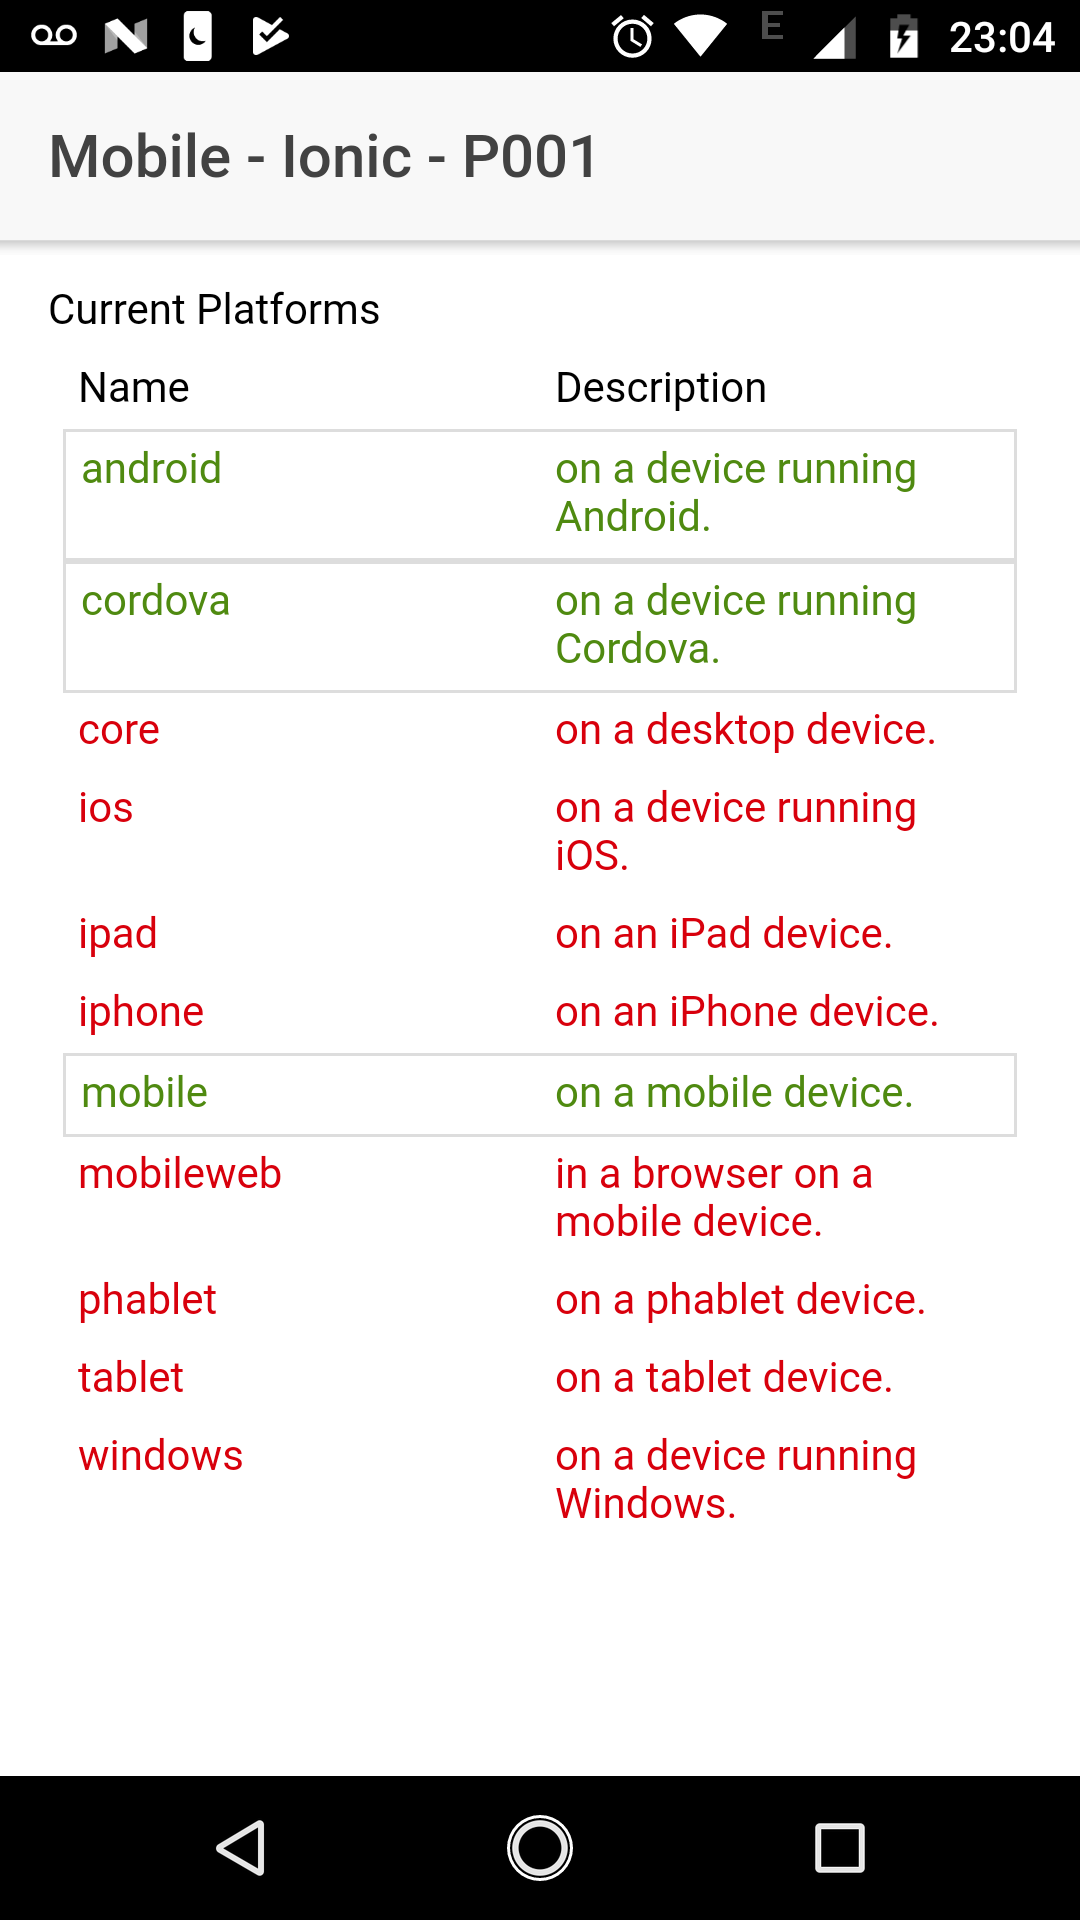 E 23:04
Mobile - Ionic - P001
Current Platforms
Name Description
android on a device running
Android.
cordova on a device running
Cordova.
core on a desktop device.
ios on a device running
iOS.
ipad on an iPad device.
iphone on an iPhone device.
mobile on a mobile device.
mobileweb in a browser on a
mobile device.
phablet on a phablet device.
tablet on a tablet device.
windows on a device running
Windows.